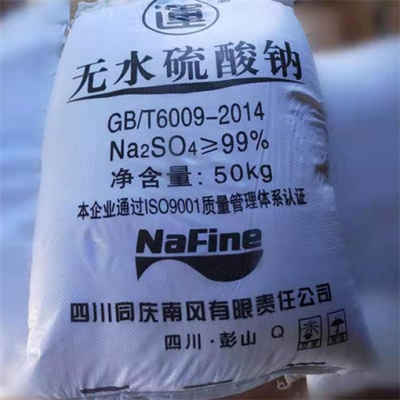 无水硫酸钠
GB/T6009-2014
Na2SO4≥99%
净含量: 50kg
本企业通过ISO9001质量管理体系认证
NaFine
四川同庆南风有限责任公司
四川·彭山 Q